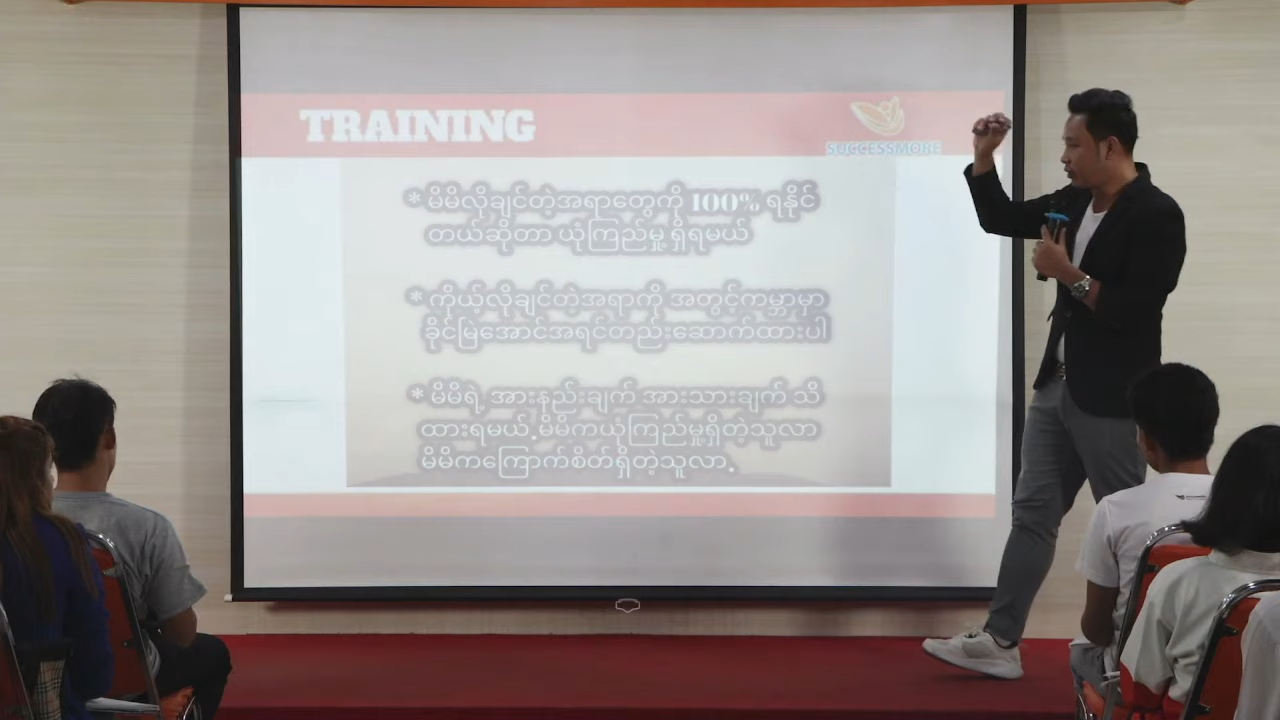 TRAINING
SUCCESSMORE
* မိမိလိုချင်တဲ့အရာတွေကို 100% ရနိုင်
တယ်ဆိုတာ ယုံကြည်မှု့ ရှိရမယ်
* ကိုယ်လိုချင်တဲအရာကို အတွင့်ကမ္ဘာမှာ
ခိုင်မြဲအောင်အရင်တည်းဆောက်ထားပါ
* မိမိရဲ့ အားနည်းချက် အားသားချက် သိ
ထားရမယ်.မိမိကယုံကြည်မှု့ရှိတဲ့သူလာ
မိမိကကြောက်စိတ်ရှိတဲ့သူလာ.